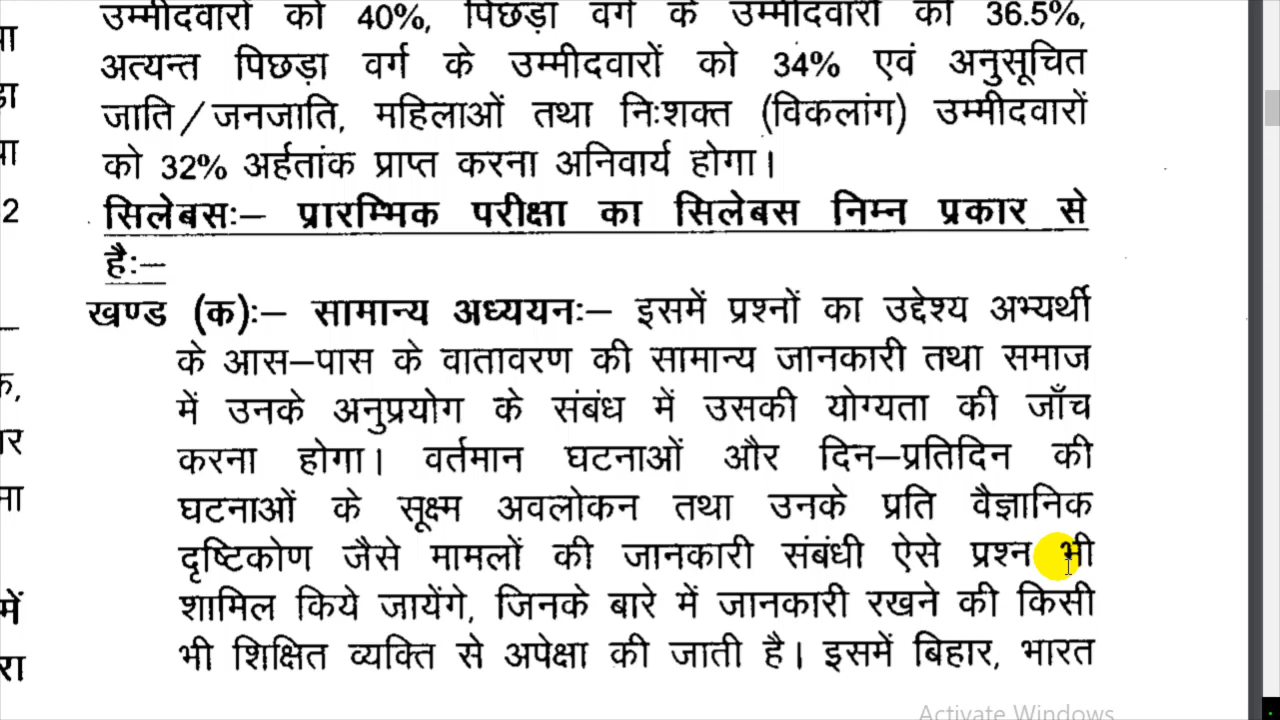 उम्मीदवारों को 40%, पिछड़ा वर्ग के उम्मीदवारों को 36.5%,
अत्यन्त पिछड़ा वर्ग के उम्मीदवारों को 34% एवं अनुसूचित
जाति/जनजाति, महिलाओं तथा निःशक्त (विकलांग) उम्मीदवारों
को 32% अर्हतांक प्राप्त करना अनिवार्य होगा।
सिलेबसः– प्रारम्भिक परीक्षा का सिलेबस निम्न प्रकार से
हैः–
खण्ड (क)ः– सामान्य अध्ययनः– इसमें प्रश्नों का उद्देश्य अभ्यर्थी
के आस–पास के वातावरण की सामान्य जानकारी तथा समाज
में उनके अनुप्रयोग के संबंध में उसकी योग्यता की जाँच
करना होगा। वर्तमान घटनाओं और दिन–प्रतिदिन की
घटनाओं के सूक्ष्म अवलोकन तथा उनके प्रति वैज्ञानिक
दृष्टिकोण जैसे मामलों की जानकारी संबंधी ऐसे प्रश्न भी
शामिल किये जायेंगे, जिनके बारे में जानकारी रखने की किसी
भी शिक्षित व्यक्ति से अपेक्षा की जाती है। इसमें बिहार, भारत
Activate Windows